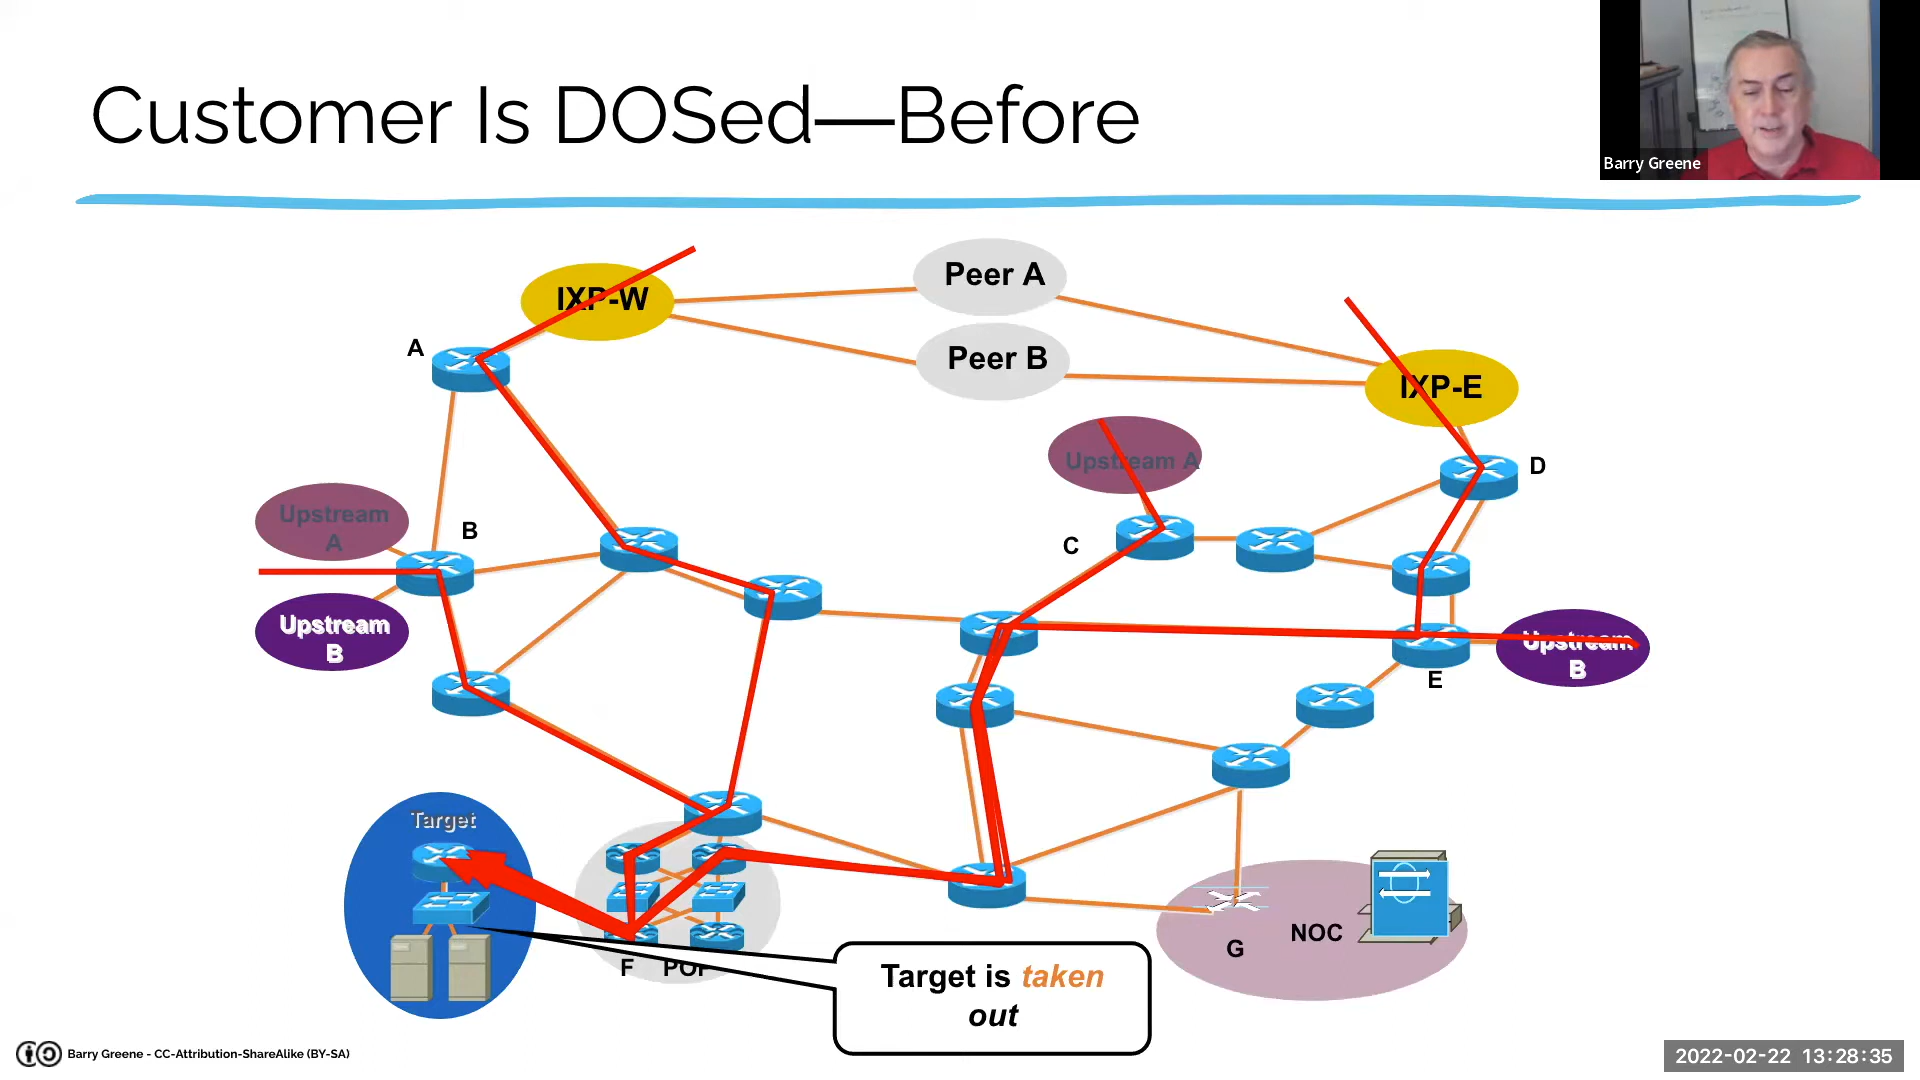 Customer Is DOSed—Before
Barry Greene
IXP-W
Peer A
Peer B
IXP-E
A
Upstream A
D
Upstream
A
B
C
Upstream
B
Upstream
B
E
Target
F
NOC
G
Target is taken
out
Barry Greene - CC-Attribution-ShareAlike (BY-SA)
2022-02-22 13:28:35